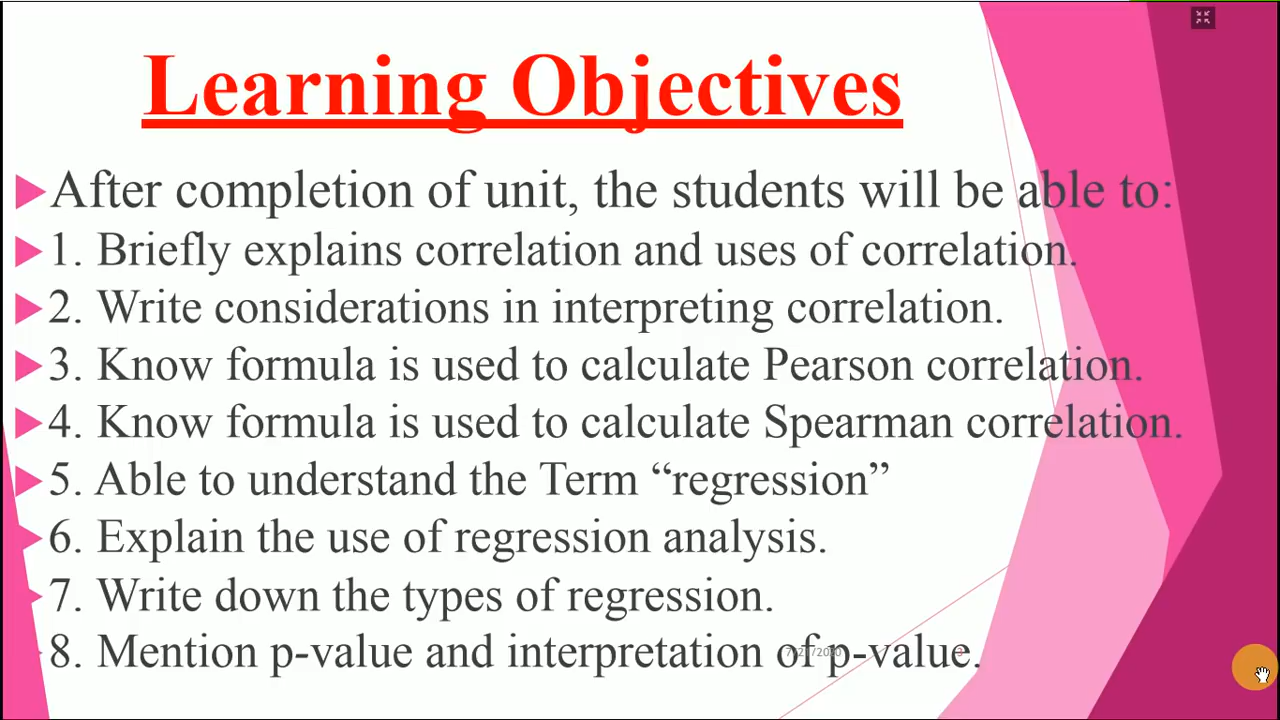 Learning Objectives
After completion of unit, the students will be able to:
1. Briefly explains correlation and uses of correlation.
2. Write considerations in interpreting correlation.
3. Know formula is used to calculate Pearson correlation.
4. Know formula is used to calculate Spearman correlation.
5. Able to understand the Term “regression”
6. Explain the use of regression analysis.
7. Write down the types of regression.
8. Mention p-value and interpretation of p-value.
3